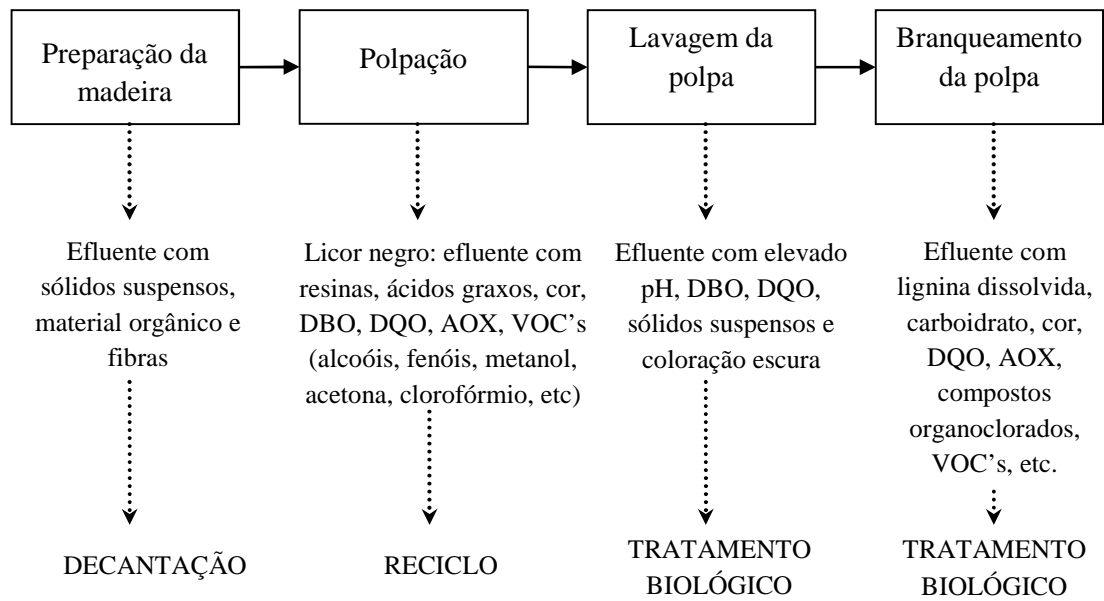 Preparação da
madeira
Polpação
Lavagem da
polpa
Branqueamento
da polpa
Efluente com
sólidos suspensos,
material orgânico e
fibras
Licor negro: efluente com
resinas, ácidos graxos, cor,
DBO, DQO, AOX, VOC's
(alcoóis, fenóis, metanol,
acetona, clorofórmio, etc)
Efluente com elevado
pH, DBO, DQO,
sólidos suspensos e
coloração escura
Efluente com
lignina dissolvida,
carboidrato, cor,
DQO, AOX,
compostos
organoclorados,
VOC's, etc.
DECANTAÇÃO
RECICLO
TRATAMENTO
BIOLÓGICO
TRATAMENTO
BIOLÓGICO